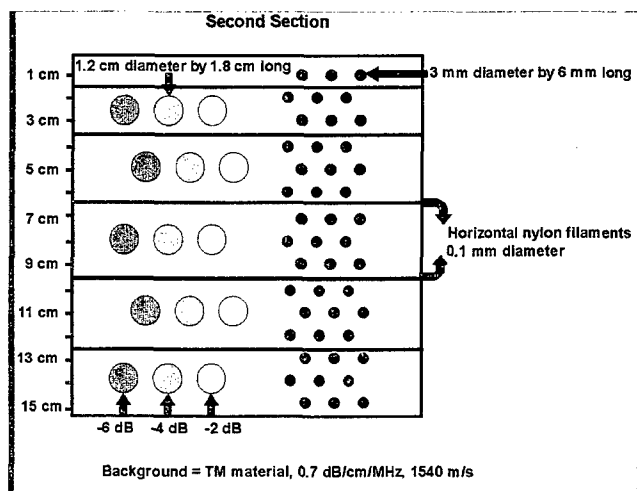 Second Section
1.2 cm diameter by 1.8 cm long
1 cm
3 mm diameter by 6 mm long
3 cm
5 cm
7 cm
Horizontal nylon filaments
0.1 mm diameter
9 cm
11 cm
13 cm
15 cm
-6 dB
-4 dB
-2 dB
Background = TM material, 0.7 dB/cm/MHz, 1540 m/s